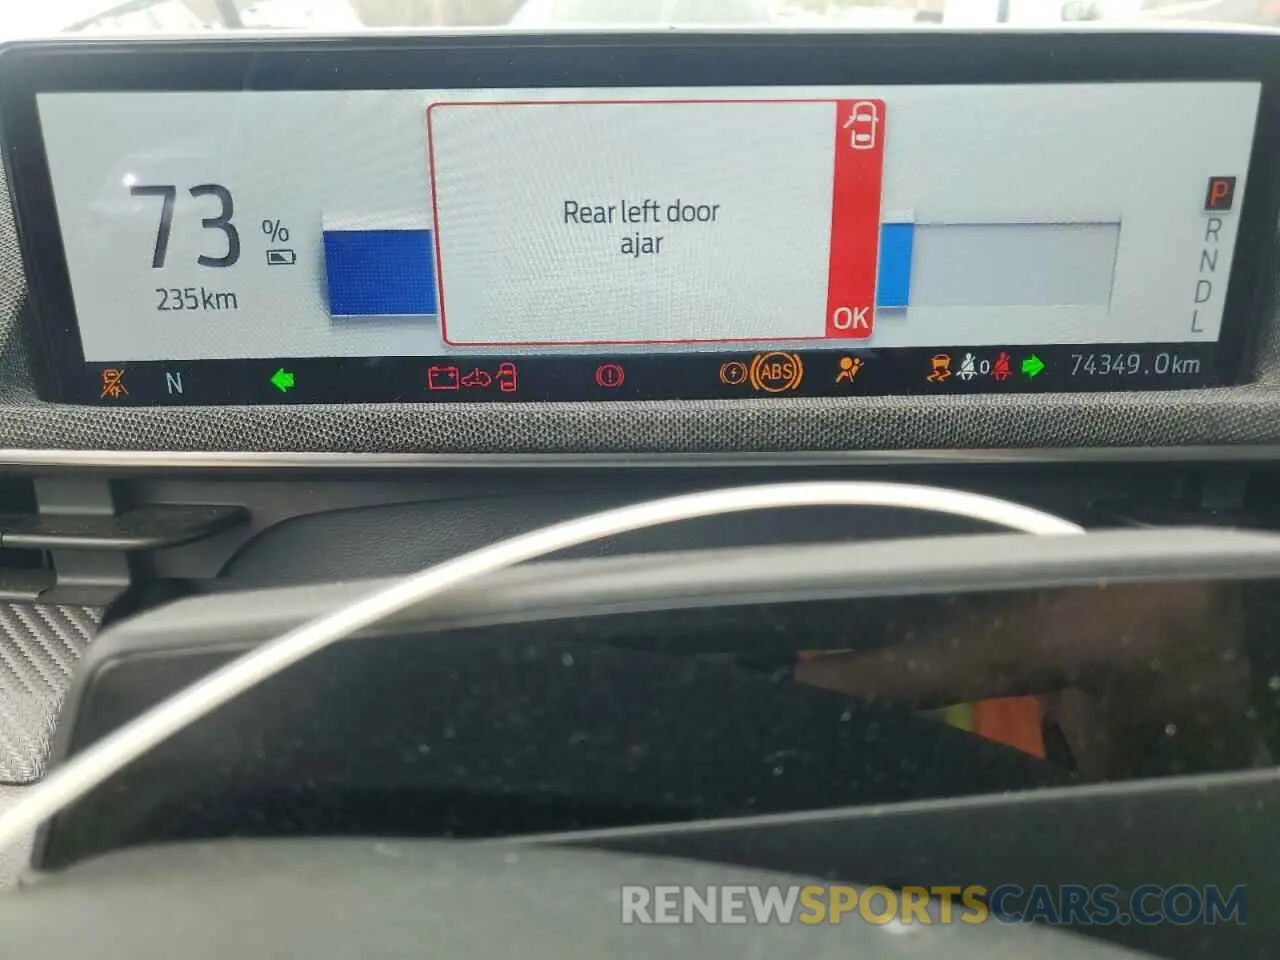 73 %
235km
Rear left door
ajar
OK
P
R
N
D
L
N
ABS
0
74349.0km
RENEWSPORTSCARS.COM